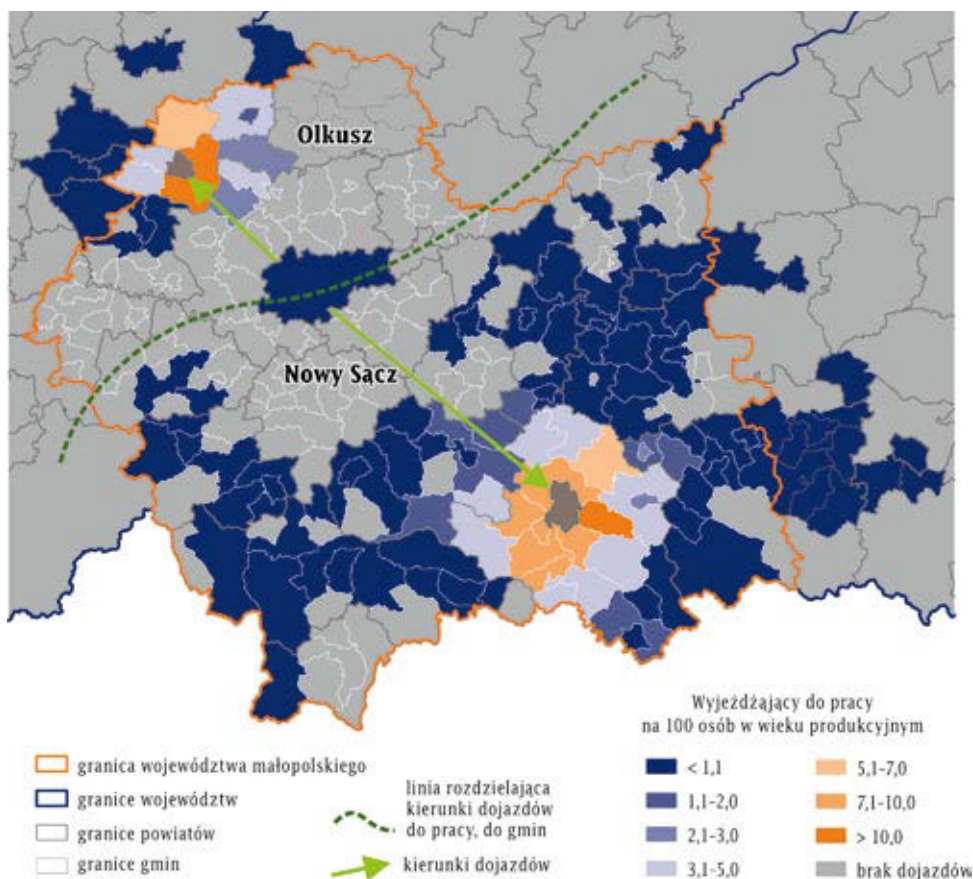 Olkusz
Nowy Sącz
Wyjeżdżający do pracy
na 100 osób w wieku produkcyjnym
granica województwa małopolskiego
granice województw
granice powiatów
granice gmin
linia rozdzielająca
kierunki dojazdów
do pracy, do gmin
kierunki dojazdów
< 1,1
1,1–2,0
2,1–3,0
3,1–5,0
5,1–7,0
7,1–10,0
> 10,0
brak dojazdów